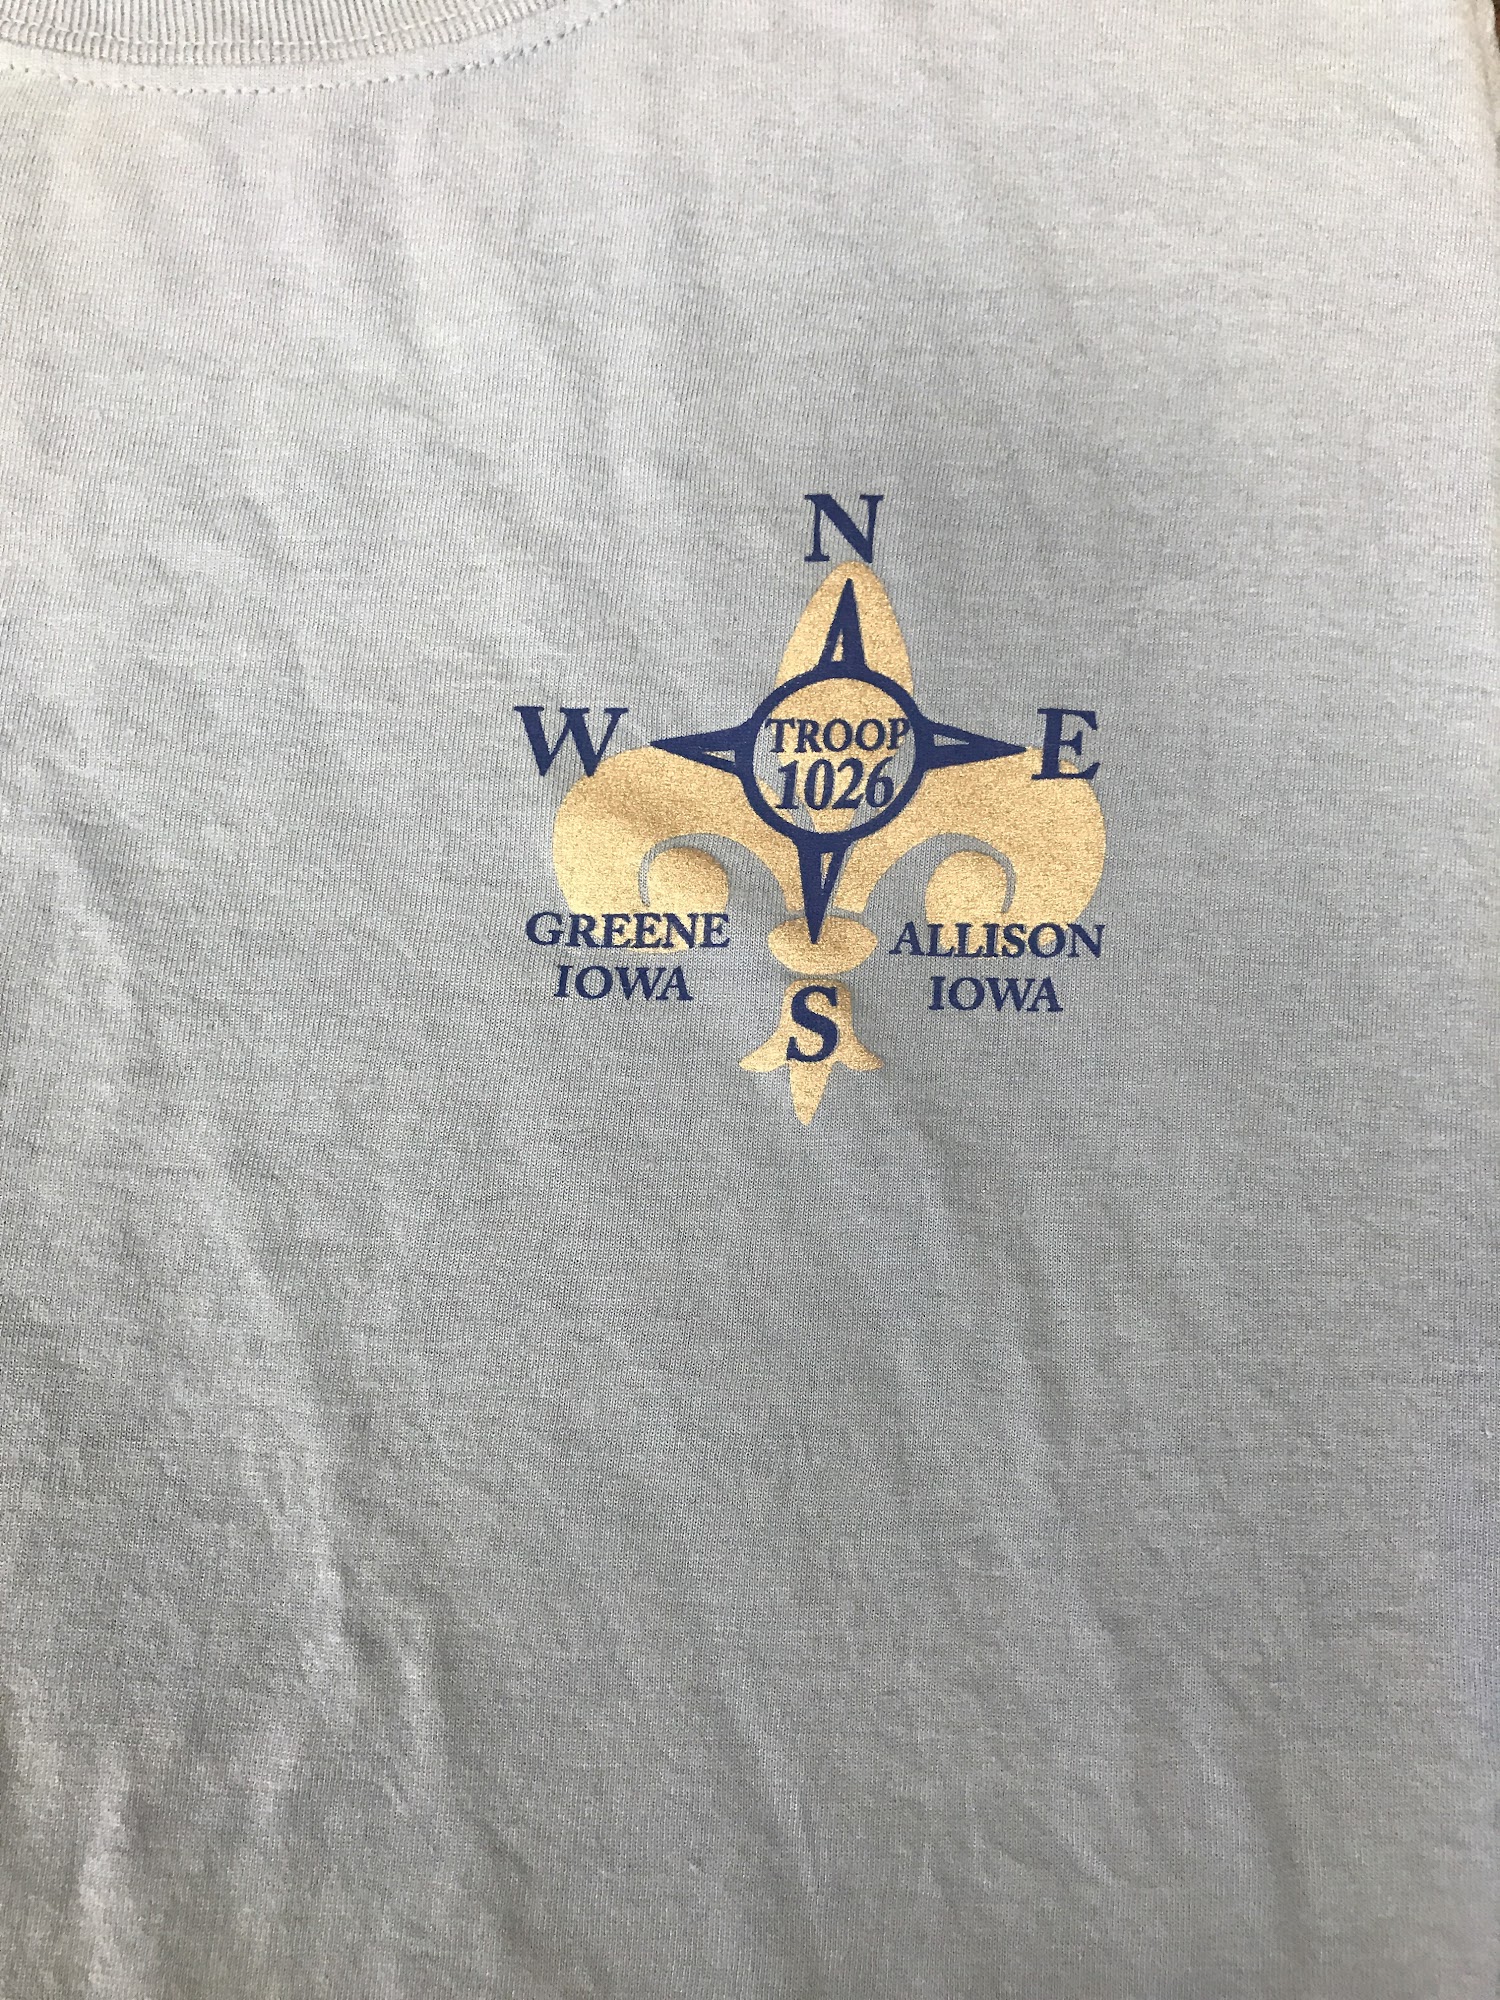 N
W E
TROOP
1026
GREENE
IOWA
ALLISON
IOWA
S